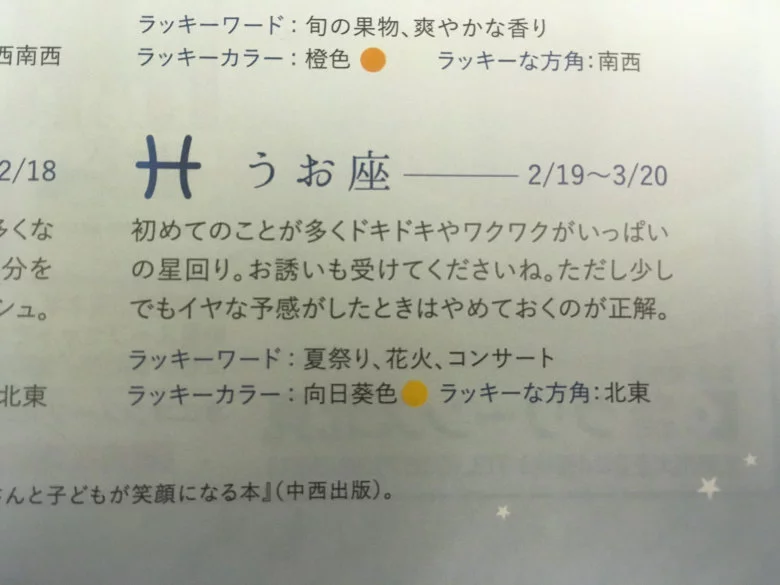 ラッキーワード：旬の果物、爽やかな香り
西南西
ラッキーカラー：橙色 ラッキーな方角：南西
2/18
うお座 2/19〜3/20
多くな
初めてのことが多くドキドキやワクワクがいっぱい
分を
の星回り。お誘いも受けてくださいね。ただし少し
シュ。
でもイヤな予感がしたときはやめておくのが正解。
ラッキーワード：夏祭り、花火、コンサート
北東
ラッキーカラー：向日葵色 ラッキーな方角：北東
さんと子どもが笑顔になる本』（中西出版）。